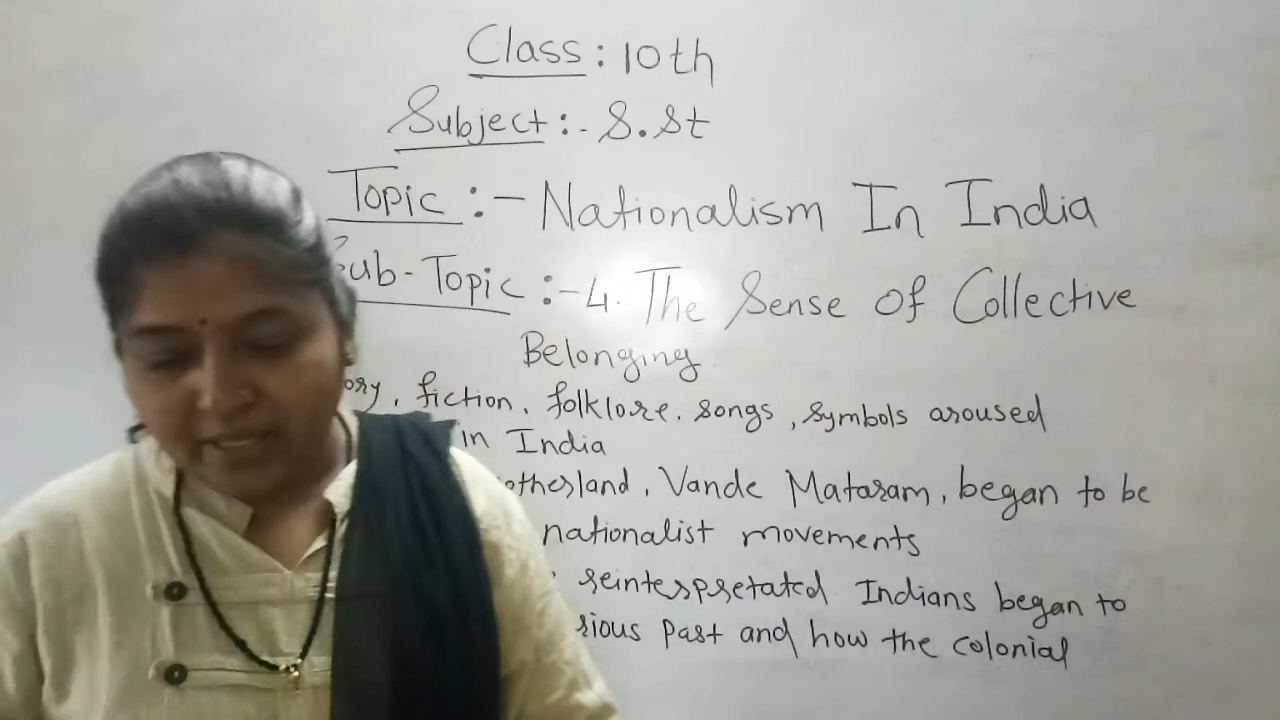 Class : 10th
Subject :- S.St
Topic :- Nationalism In India
Sub-Topic :- 4. The Sense Of Collective
Belonging
fiction, folklore, songs, symbols aroused
in India
Vande Mataram, began to be
nationalist movements
reinterpretated Indians began to
past and how the colonial